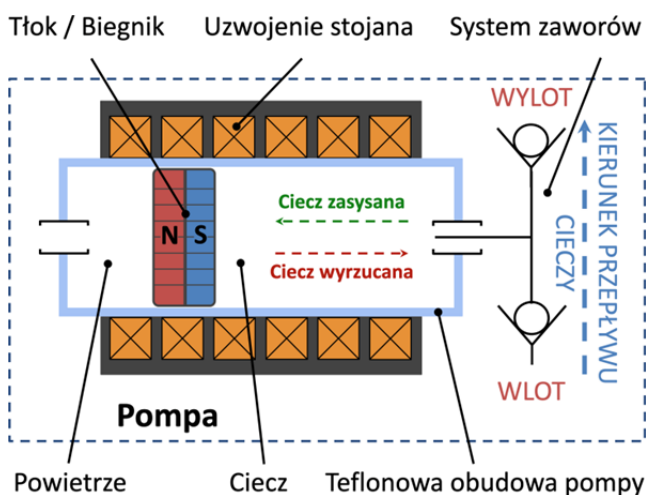 Tłok / Biegnik
Uzwojenie stojana
System zaworów
WYLOT
KIERUNEK PRZEPŁYWU
CIECZY
Ciecz zasysana
N S
Ciecz wyrzucana
WLOT
Pompa
Powietrze
Ciecz
Teflonowa obudowa pompy